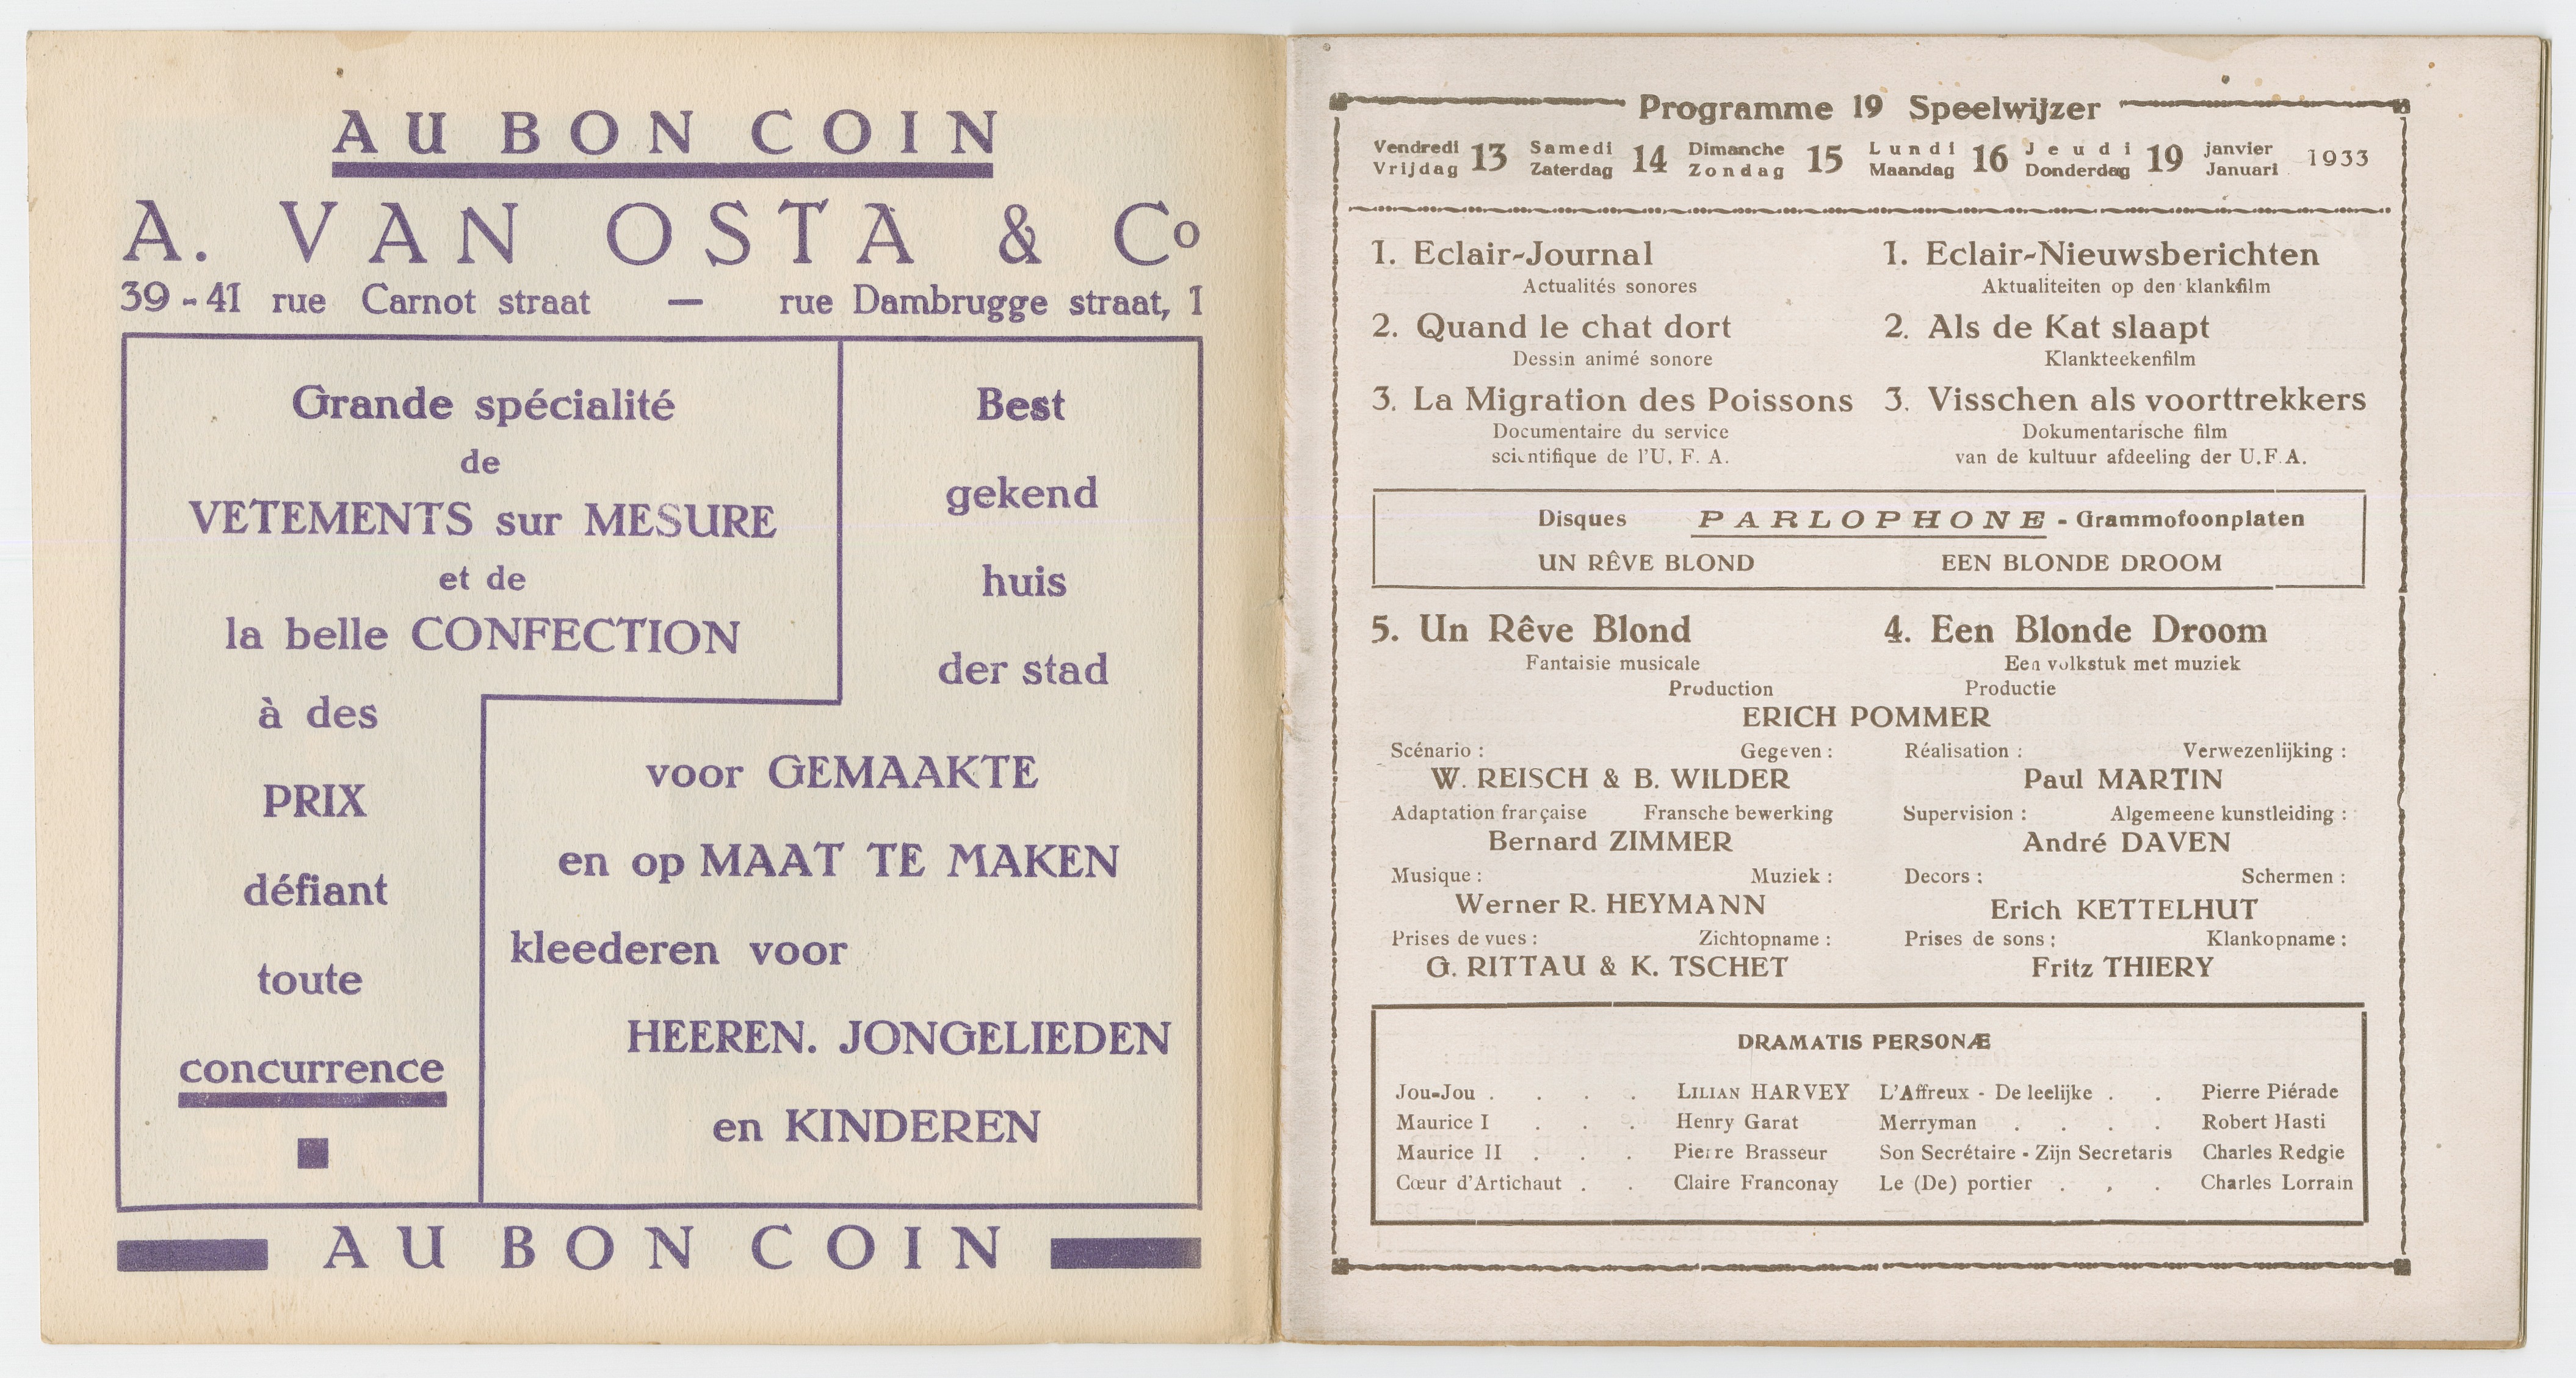 AU BON COIN
A. VAN OSTA & Co
39-41 rue Carnot straat — rue Dambrugge straat, 1
Grande spécialité
de
VETEMENTS sur MESURE
et de
la belle CONFECTION
à des
PRIX
défiant
toute
concurrence
Best
gekend
huis
der stad
voor GEMAAKTE
en op MAAT TE MAKEN
kleederen voor
HEEREN. JONGELIEDEN
en KINDEREN
AU BON COIN
Programme 19 Speelwijzer
Vendredi 13 Samedi 14 Dimanche 15 Lundi 16 Jeudi 19 janvier 1933
Vrijdag Zaterdag Zondag Maandag Donderdag Januari
1. Eclair-Journal
Actualités sonores
2. Quand le chat dort
Dessin animé sonore
3. La Migration des Poissons
Documentaire du service
scientifique de l'U. F. A.
1. Eclair-Nieuwsberichten
Aktualiteiten op den klankfilm
2. Als de Kat slaapt
Klankteekenfilm
3. Visschen als voorttrekkers
Dokumentarische film
van de kultuur afdeeling der U.F.A.
Disques PARLOPHONE - Grammofoonplaten
UN RÊVE BLOND EEN BLONDE DROOM
5. Un Rêve Blond 4. Een Blonde Droom
Fantaisie musicale Een volkstuk met muziek
Production Productie
ERICH POMMER
Scénario : Gegeven : Réalisation : Verwezenlijking :
W. REISCH & B. WILDER Paul MARTIN
Adaptation française Fransche bewerking Supervision : Algemeene kunstleiding :
Bernard ZIMMER André DAVEN
Musique : Muziek : Decors : Schermen :
Werner R. HEYMANN Erich KETTELHUT
Prises de vues : Zichtopname : Prises de sons : Klankopname :
G. RITTAU & K. TSCHET Fritz THIERY
DRAMATIS PERSONÆ
Jou-Jou . . . . LILIAN HARVEY L'Affreux - De leelijke . . Pierre Piérade
Maurice I . . . Henry Garat Merryman . . . . Robert Hasti
Maurice II . . . Pierre Brasseur Son Secrétaire - Zijn Secretaris Charles Redgie
Cœur d'Artichaut . . Claire Franconay Le (De) portier . , . Charles Lorrain